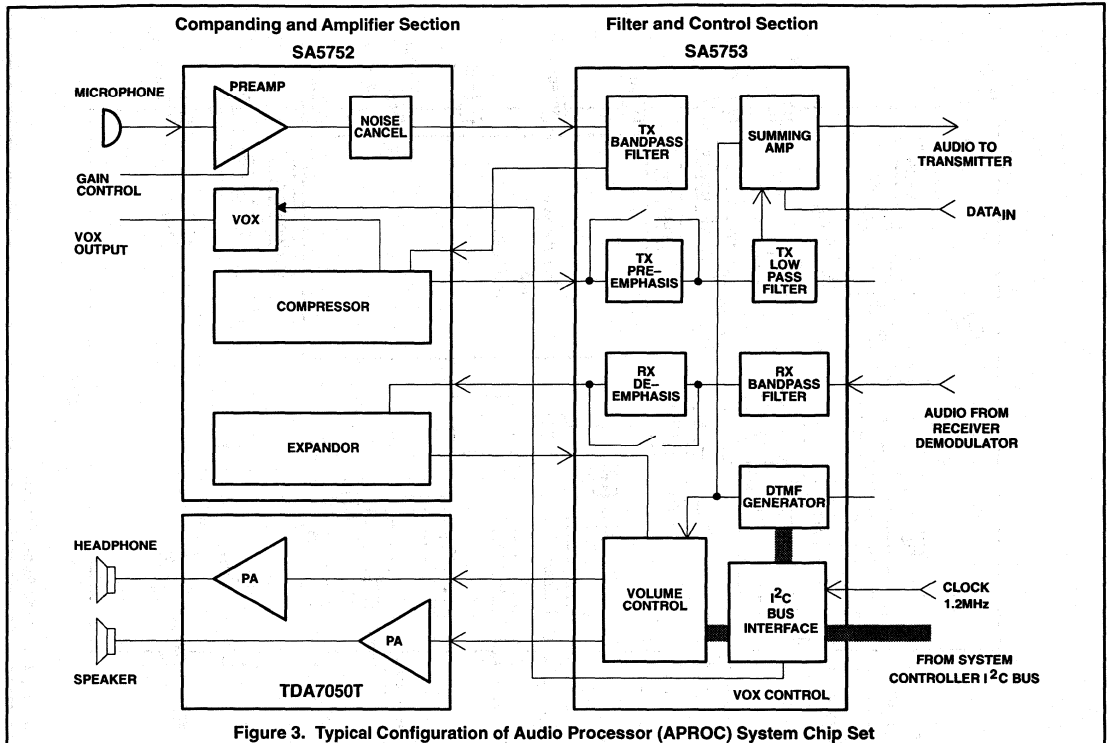 Companding and Amplifier Section
SA5752
Filter and Control Section
SA5753
MICROPHONE
PREAMP
NOISE
CANCEL
TX
BANDPASS
FILTER
SUMMING
AMP
AUDIO TO
TRANSMITTER
GAIN
CONTROL
VOX
VOX
OUTPUT
DATAIN
TX
PRE–
EMPHASIS
TX
LOW
PASS
FILTER
COMPRESSOR
RX
DE–
EMPHASIS
RX
BANDPASS
FILTER
AUDIO FROM
RECEIVER
DEMODULATOR
EXPANDOR
DTMF
GENERATOR
HEADPHONE
PA
VOLUME
CONTROL
I2C
BUS
INTERFACE
CLOCK
1.2MHz
PA
SPEAKER
TDA7050T
FROM SYSTEM
CONTROLLER I2C BUS
VOX CONTROL
Figure 3. Typical Configuration of Audio Processor (APROC) System Chip Set